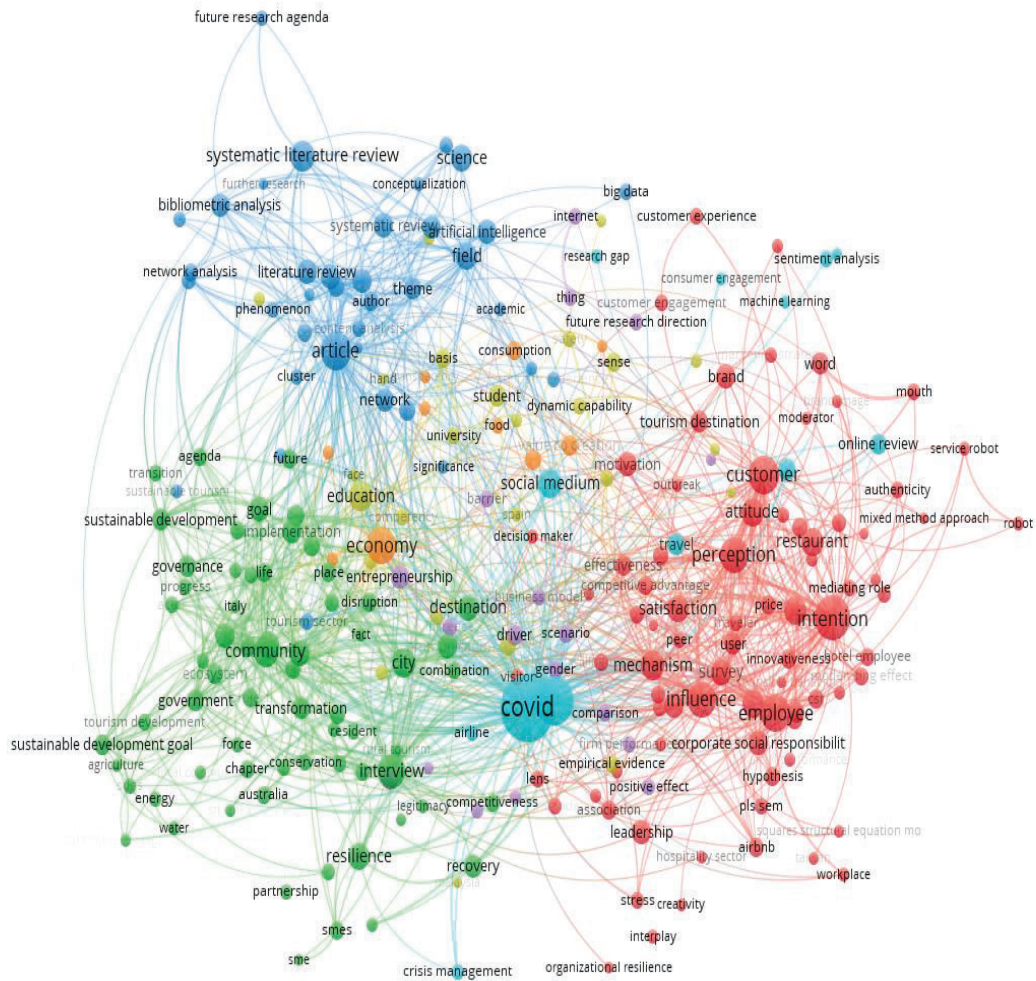 future research agenda
systematic literature review
science
further research
conceptualization
big data
bibliometric analysis
internet
customer experience
systematic review
artificial intelligence
field
research gap
sentiment analysis
network analysis
literature review
theme
consumer engagement
author
thing
customer engagement
machine learning
phenomenon
academic
future research direction
content analysis
article
basis
consumption
sense
cluster
hand
brand
word
network
student
mouth
food
dynamic capability
tourism destination
moderator
university
online review
future
significance
motivation
service robot
agenda
transition
face
social medium
customer
outbreak
sustainable tourism
education
barrier
authenticity
sustainable development
goal
competency
spain
attitude
mixed method approach
robot
implementation
decision maker
economy
travel
restaurant
perception
governance
life
place
entrepreneurship
effectiveness
progress
competitive advantage
mediating role
italy
disruption
business model
destination
satisfaction
price
tourism sector
intention
fact
driver
scenario
peer
user
community
city
combination
gender
mechanism
survey
innovativeness
hotel employee
ecosystem
visitor
government
transformation
covid
influence
employee
comparison
csr
tourism development
resident
airline
sustainable development goal
force
rural tourism
firm performance
corporate social responsibilit
agriculture
chapter
conservation
interview
empirical evidence
energy
australia
lens
positive effect
hypothesis
legitimacy
competitiveness
association
pls sem
water
leadership
squares structural equation mo
resilience
recovery
hospitality sector
airbnb
workplace
partnership
stress
creativity
smes
interplay
sme
crisis management
organizational resilience